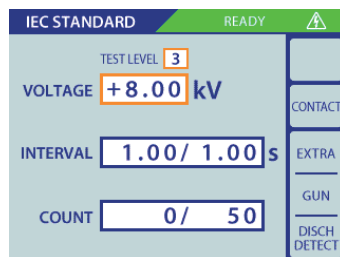 IEC STANDARD READY
TEST LEVEL 3
VOLTAGE +8.00 kV
CONTACT
INTERVAL 1.00/ 1.00 s
EXTRA
GUN
COUNT 0/ 50
DISCH
DETECT